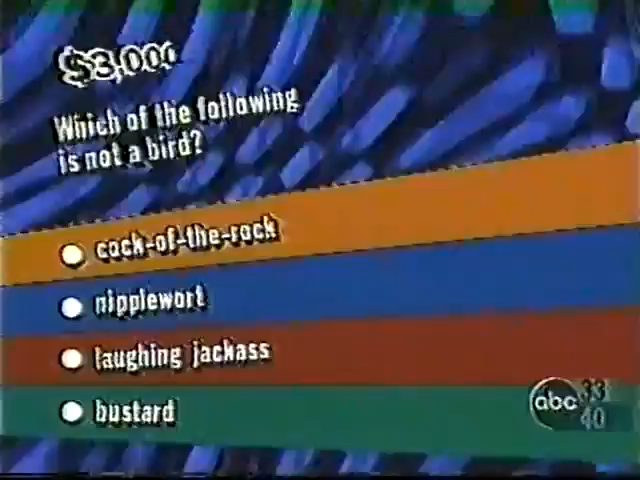 $3,000
Which of the following
is not a bird?
cock-of-the-rock
nipplewort
laughing jackass
bustard
abc 33
40